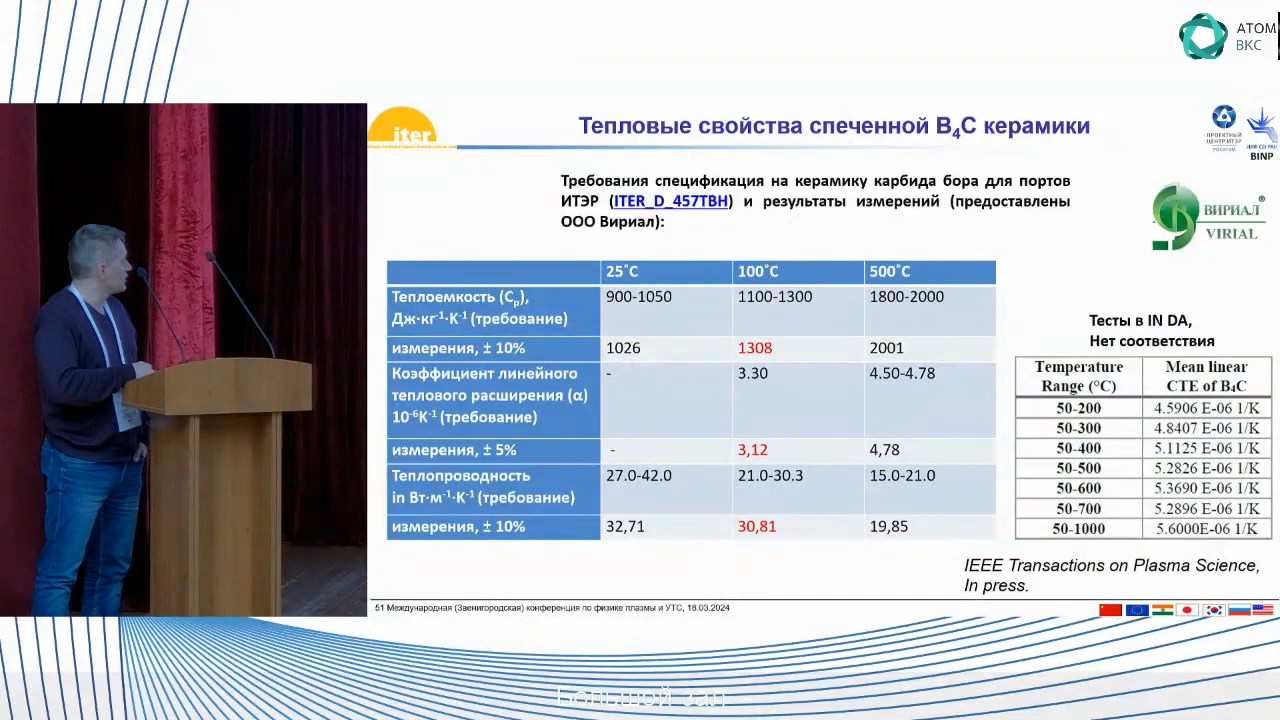 АТОМ
ВКС
iter
Тепловые свойства спеченной B₄C керамики
ПРОЕКТНЫЙ
ЦЕНТР ИТЭР
РОСАТОМ
ИЯФ СО РАН
BINP
Требования спецификация на керамику карбида бора для портов
ИТЭР (ITER_D_457TBH) и результаты измерений (предоставлены
ООО Вириал):
ВИРИАЛ®
VIRIAL
25˚C 100˚C 500˚C
Теплоемкость (Cₚ),
Дж·кг⁻¹·K⁻¹ (требование) 900-1050 1100-1300 1800-2000
измерения, ± 10% 1026 1308 2001
Коэффициент линейного
теплового расширения (α)
10⁻⁶K⁻¹ (требование) - 3.30 4.50-4.78
измерения, ± 5% - 3,12 4,78
Теплопроводность
in Вт·м⁻¹·K⁻¹ (требование) 27.0-42.0 21.0-30.3 15.0-21.0
измерения, ± 10% 32,71 30,81 19,85
Тесты в IN DA,
Нет соответствия
Temperature Mean linear
Range (°C) CTE of B₄C
50-200 4.5906 E-06 1/K
50-300 4.8407 E-06 1/K
50-400 5.1125 E-06 1/K
50-500 5.2826 E-06 1/K
50-600 5.3690 E-06 1/K
50-700 5.2896 E-06 1/K
50-1000 5.6000E-06 1/K
IEEE Transactions on Plasma Science,
In press.
51 Международная (Звенигородская) конференция по физике плазмы и УТС, 18.03.2024
Большой зал